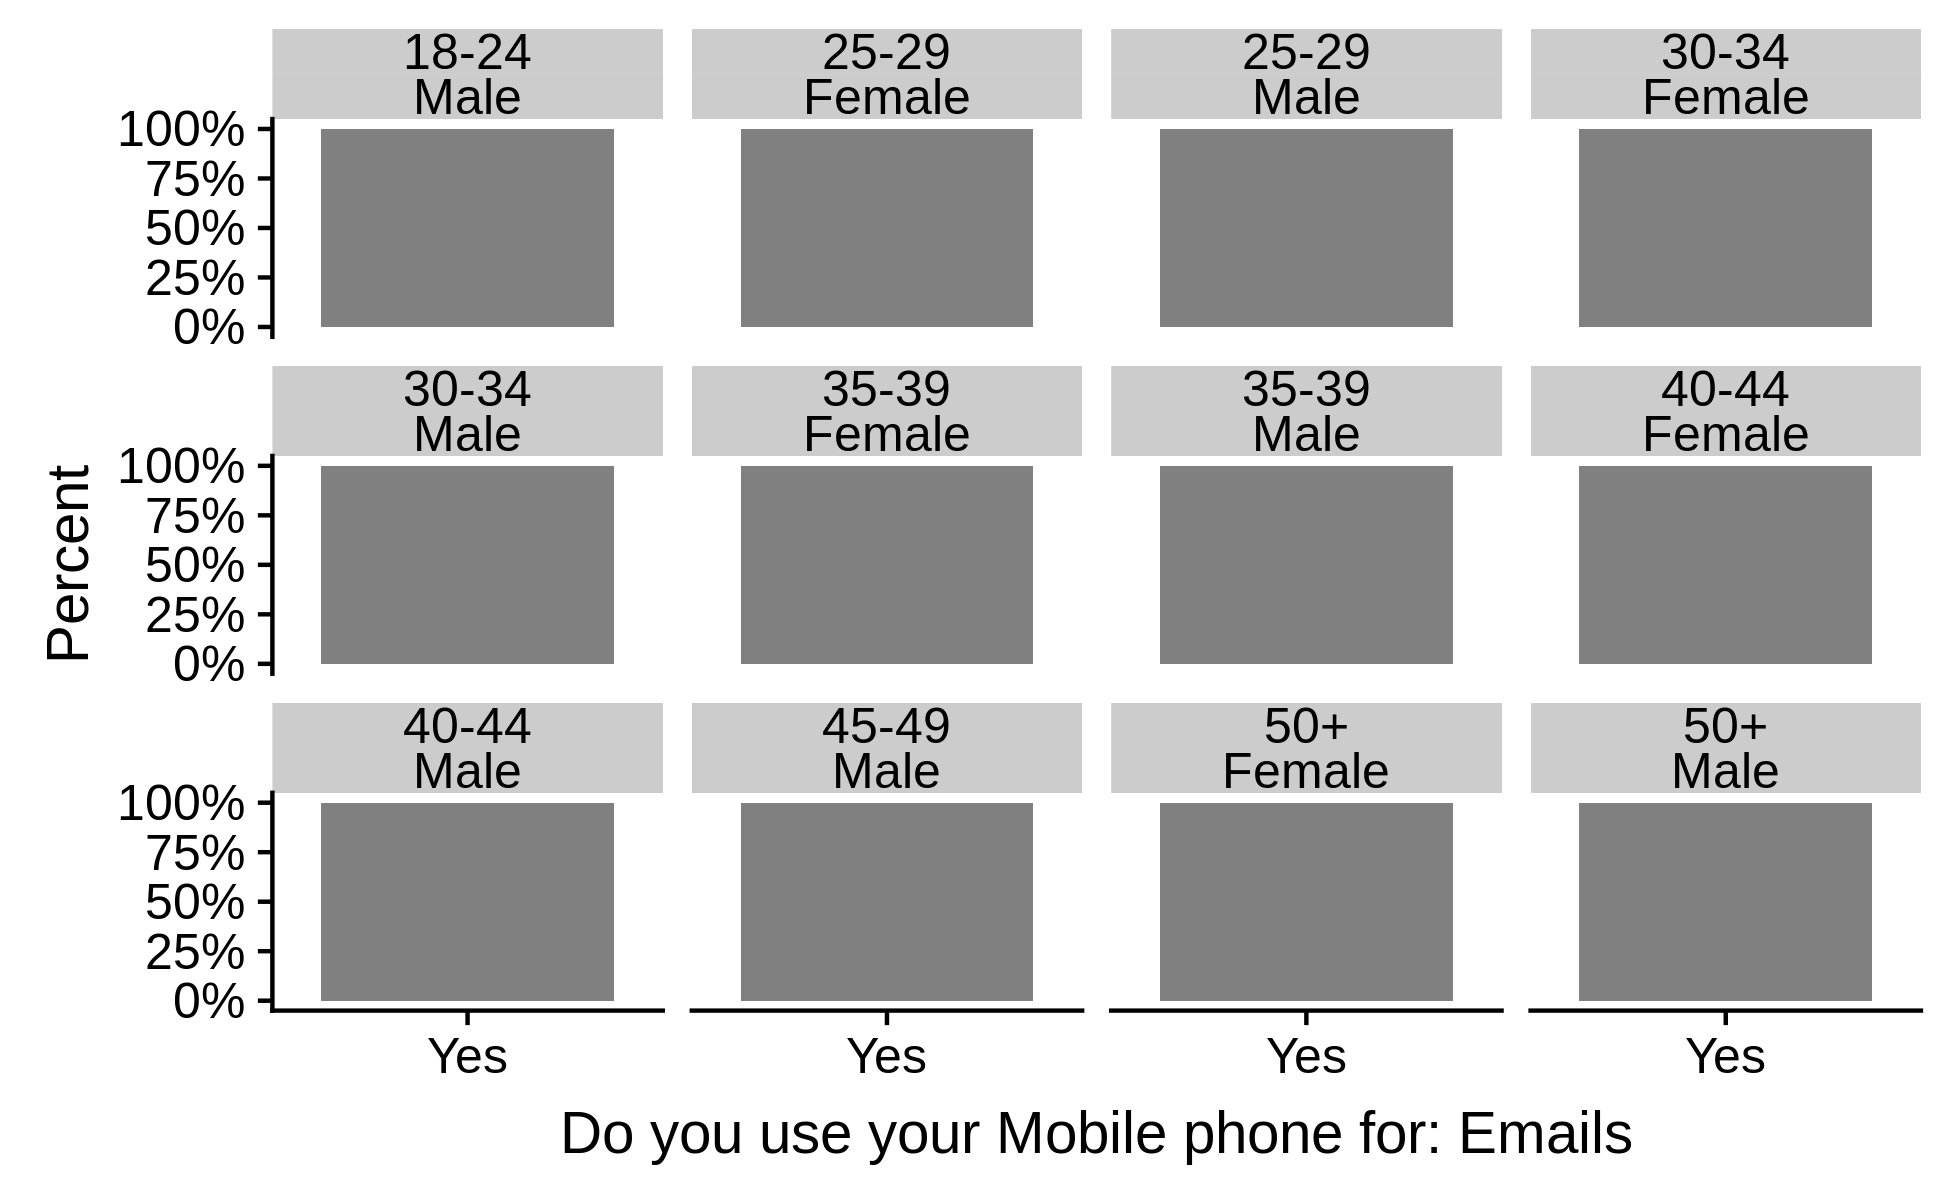 18-24 25-29 25-29 30-34
Male Female Male Female
100%
75%
50%
25%
0%
30-34 35-39 35-39 40-44
Male Female Male Female
100%
75%
50%
25%
0%
40-44 45-49 50+ 50+
Male Male Female Male
100%
75%
50%
25%
0%
Percent
Yes Yes Yes Yes
Do you use your Mobile phone for: Emails